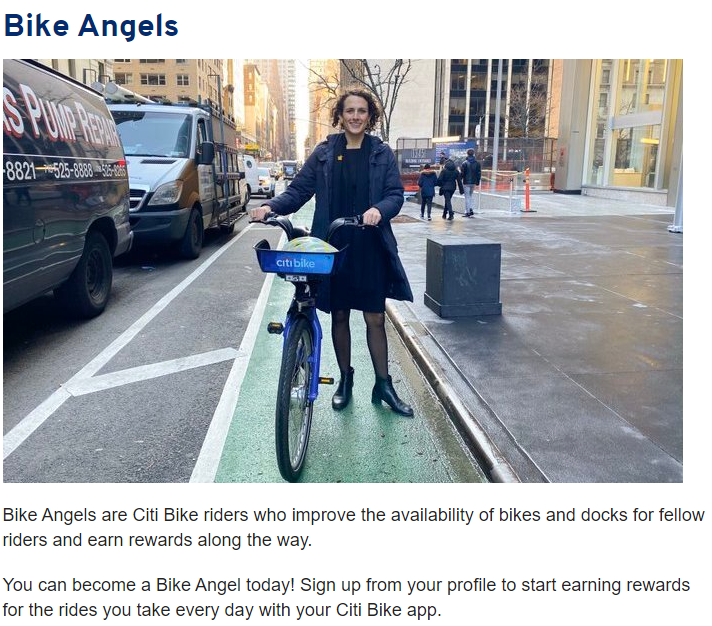 Bike Angels
S PUMP REPAIR
-8821 525-8888
citi bike
Bike Angels are Citi Bike riders who improve the availability of bikes and docks for fellow
riders and earn rewards along the way.
You can become a Bike Angel today! Sign up from your profile to start earning rewards
for the rides you take every day with your Citi Bike app.